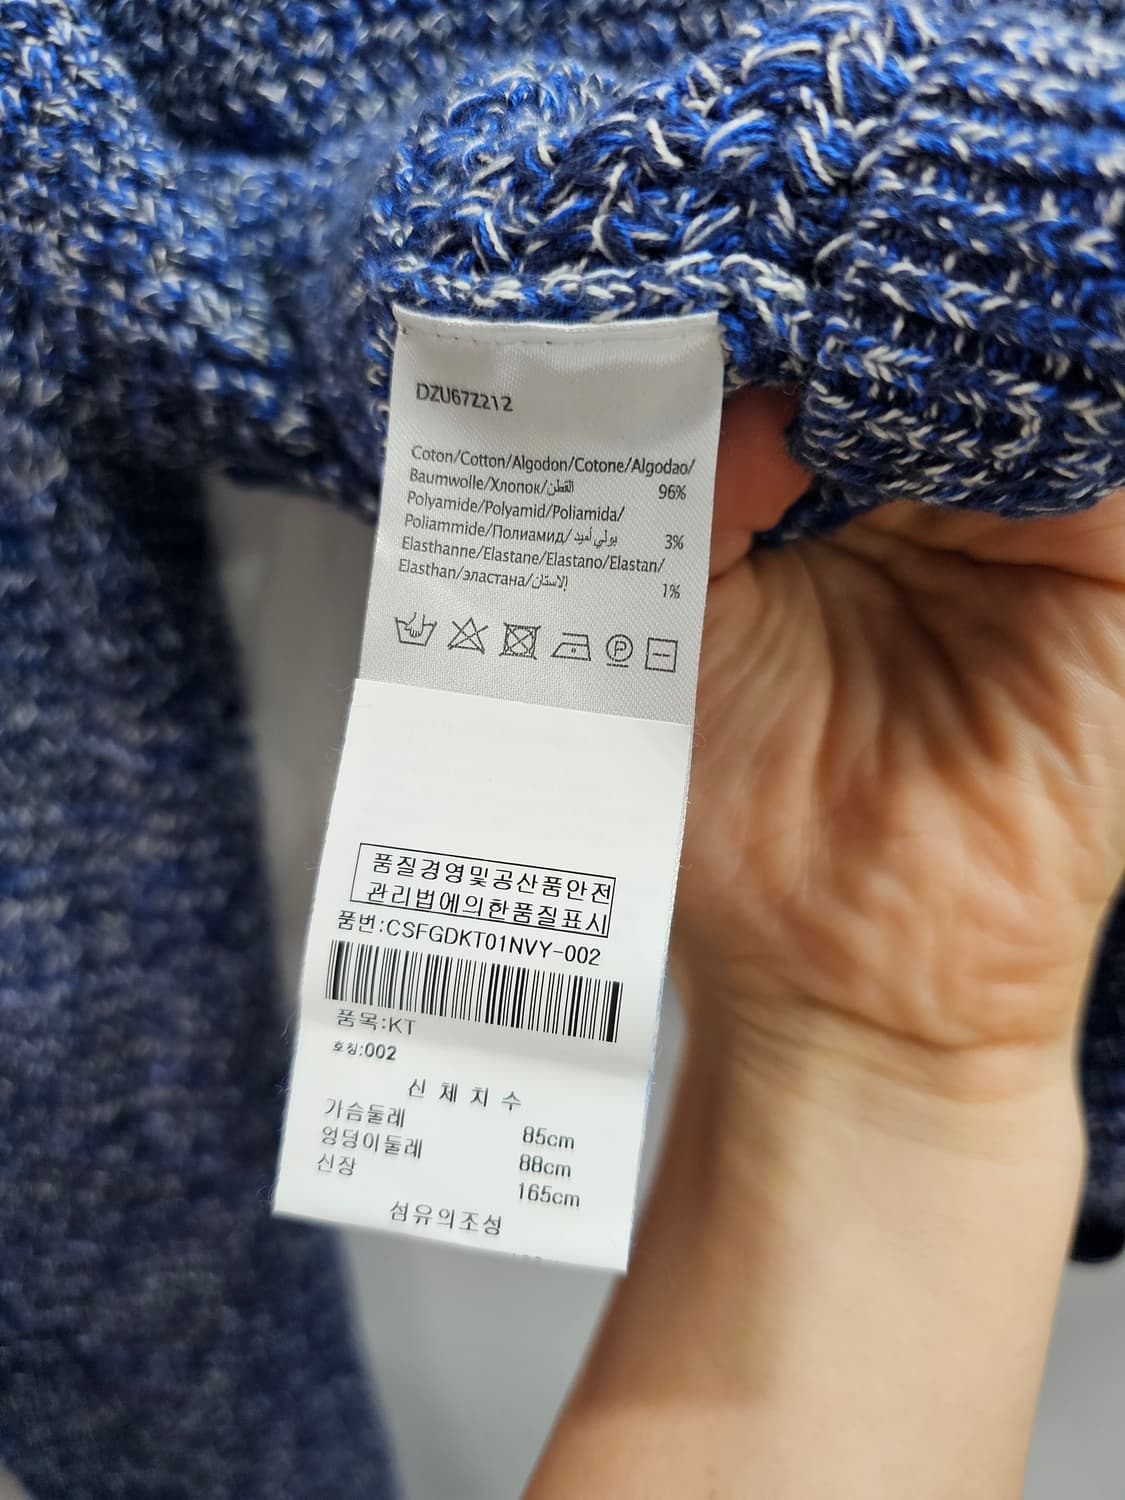 DZU67Z212
Coton/Cotton/Algodon/Cotone/Algodao/
Baumwolle/Хлопок/القطن 96%
Polyamide/Polyamid/Poliamida/
Poliammide/Полиамид/بولي أميد 3%
Elasthanne/Elastane/Elastano/Elastan/
Elasthan/эластана/الاستان 1%
P
품질경영및공산품안전
관리법에의한품질표시
품번:CSFGDKT01NVY-002
품목:KT
호칭:002
신 체 치 수
가슴둘레 85cm
엉덩이둘레 88cm
신장 165cm
섬유의조성